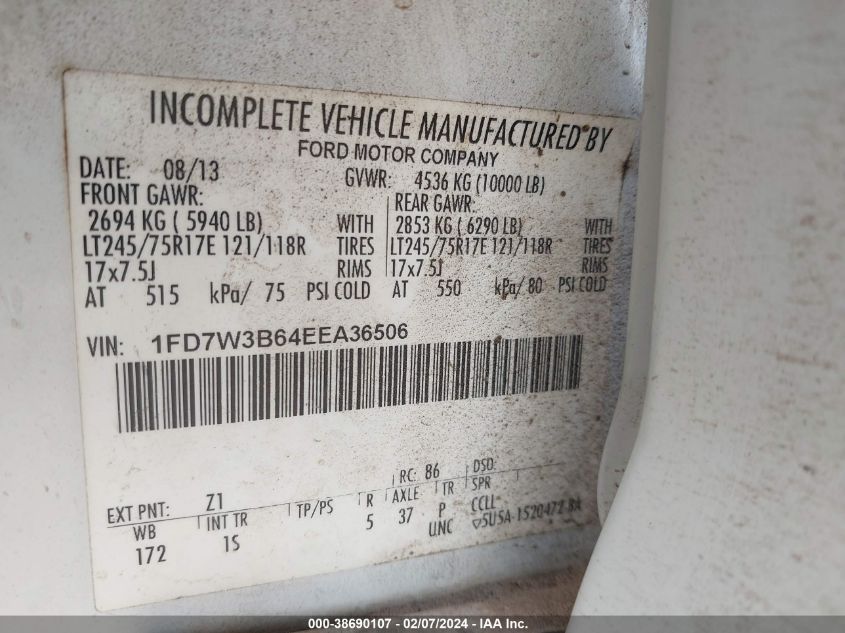 INCOMPLETE VEHICLE MANUFACTURED BY
FORD MOTOR COMPANY
DATE: 08/13 GVWR: 4536 KG (10000 LB)
FRONT GAWR: REAR GAWR:
2694 KG ( 5940 LB) WITH 2853 KG ( 6290 LB) WITH
LT245/75R17E 121/118R TIRES LT245/75R17E 121/118R TIRES
17x7.5J RIMS 17x7.5J RIMS
AT 515 kPa/ 75 PSI COLD AT 550 kPa/ 80 PSI COLD
VIN: 1FD7W3B64EEA36506
EXT PNT: Z1 RC: 86 DSO:
WB INT TR TP/PS R AXLE TR SPR
172 1S 5 37 P CCLL
UNC 5U5A-1520472-BA
000-38690107 — 02/07/2024 — IAA Inc.